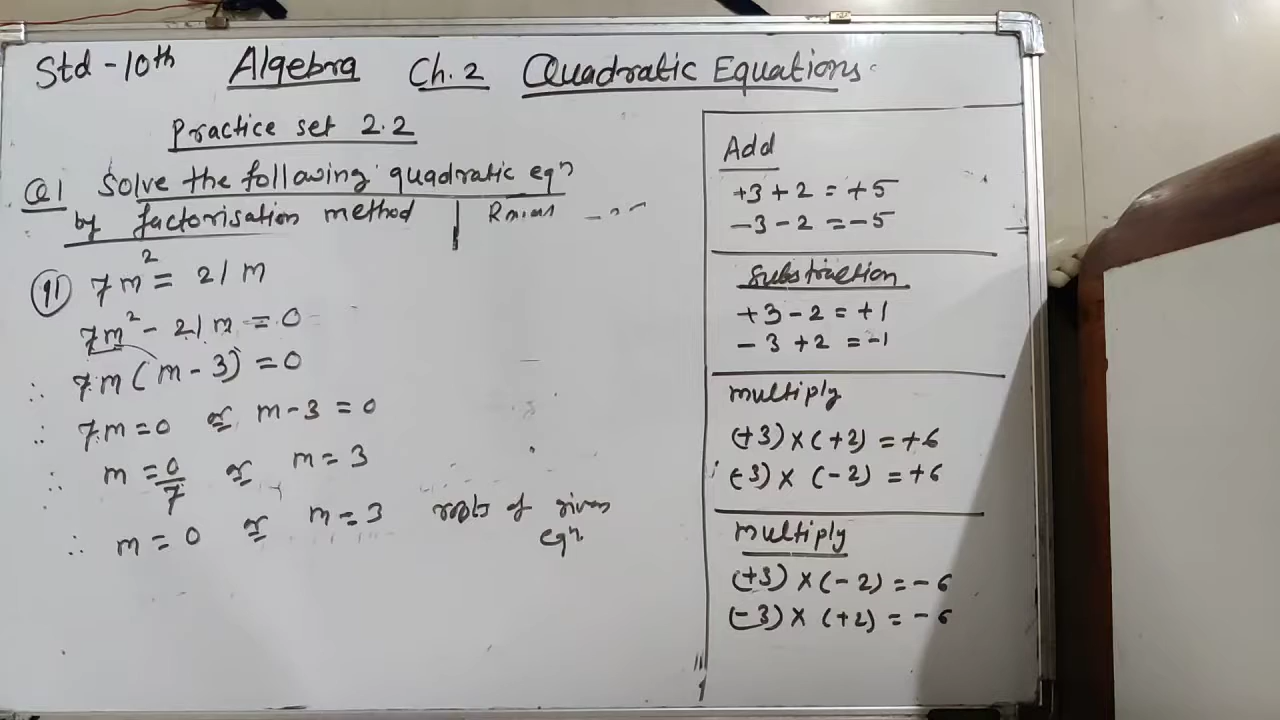 Std - 10th Algebra Ch. 2 Quadratic Equations.
Practice set 2.2
Q1 Solve the following quadratic eqn
by factorisation method |
(11) 7m² = 21m
7m² - 21m = 0
∴ 7m(m - 3) = 0
∴ 7m = 0 or m - 3 = 0
∴ m = 0/7 or m = 3
∴ m = 0 or m = 3 roots of given
eqn
Add
+3 + 2 = +5
-3 - 2 = -5
Substraction
+3 - 2 = +1
-3 + 2 = -1
multiply
(+3) × (+2) = +6
(-3) × (-2) = +6
multiply
(+3) × (-2) = -6
(-3) × (+2) = -6